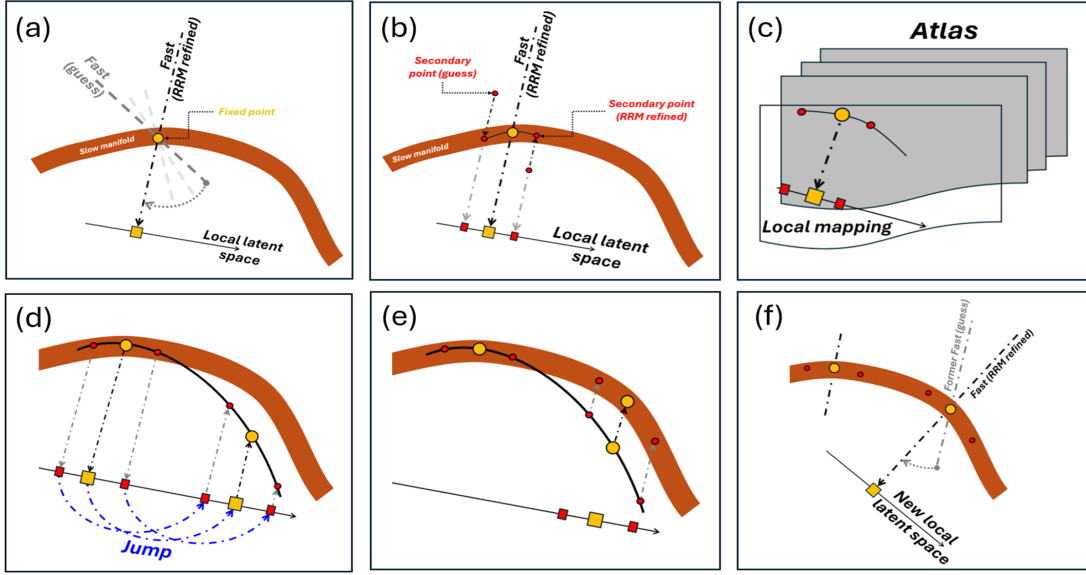 (a)
Fast
(guess)
Fast
(RRM refined)
Fixed point
Slow manifold
Local latent
space
(b)
Secondary
point (guess)
Fast
(RRM refined)
Secondary point
(RRM refined)
Slow manifold
Local latent
space
(c)
Atlas
Local mapping
(d)
Jump
(e)
(f)
Former Fast (guess)
Fast (RRM refined)
New local
latent space